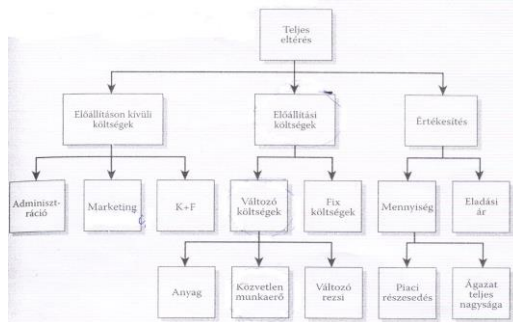 Teljes
eltérés
Előállításon kívüli
költségek
Előállítási
költségek
Értékesítés
Adminiszt-
ráció
Marketing
K+F
Változó
költségek
Fix
költségek
Mennyiség
Eladási
ár
Anyag
Közvetlen
munkaerő
Változó
rezsi
Piaci
részesedés
Ágazat
teljes
nagysága